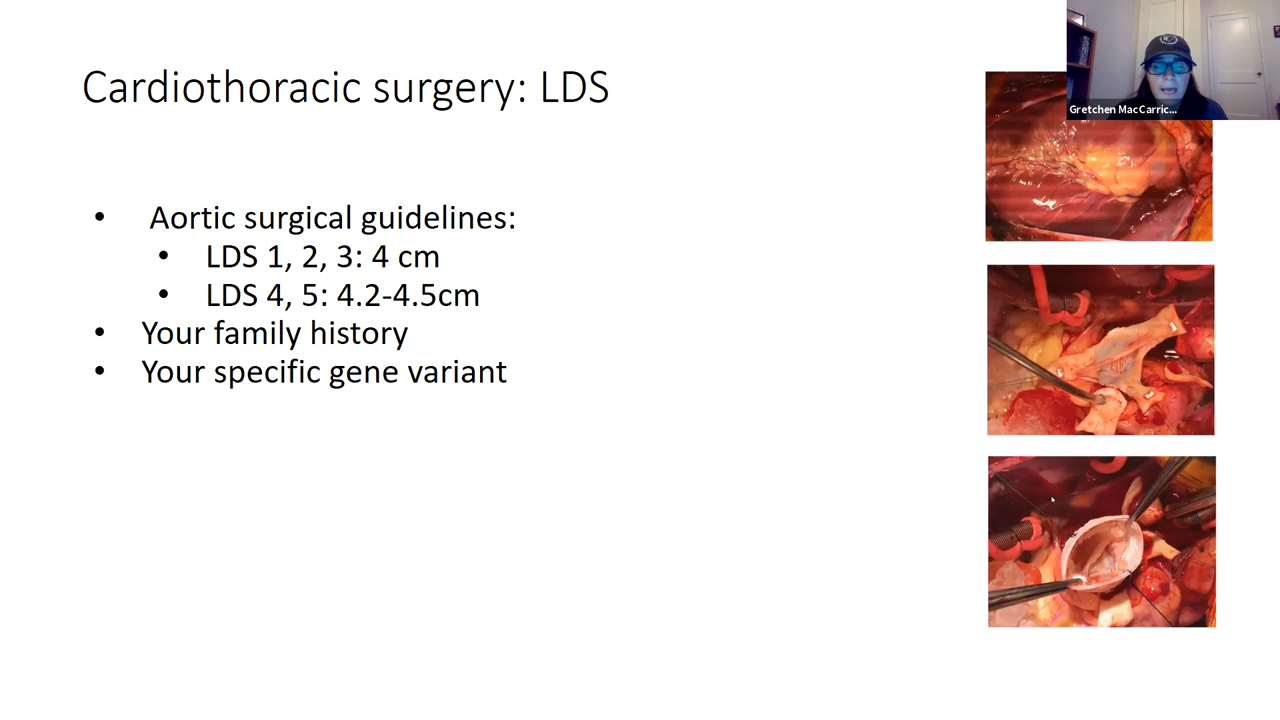 Cardiothoracic surgery: LDS
Gretchen MacCarric...
• Aortic surgical guidelines:
• LDS 1, 2, 3: 4 cm
• LDS 4, 5: 4.2-4.5cm
• Your family history
• Your specific gene variant